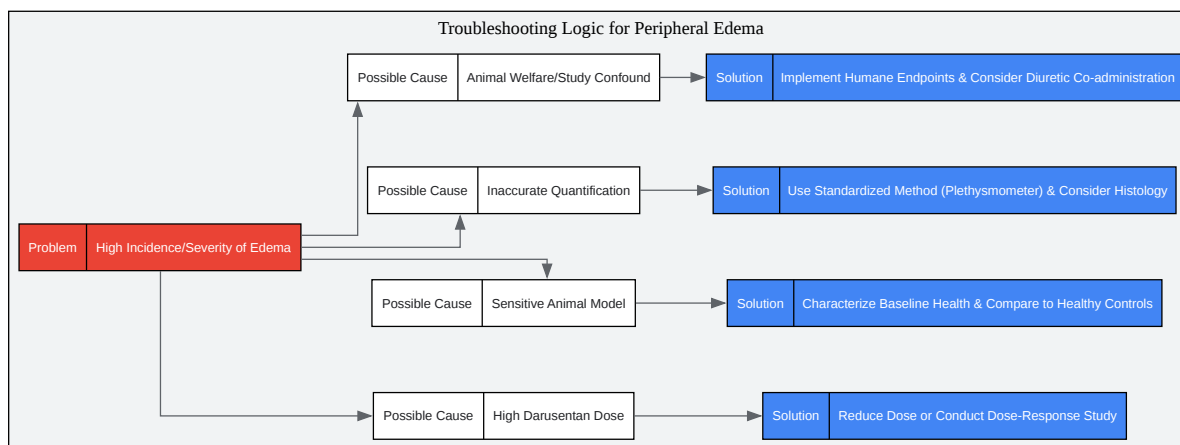 Troubleshooting Logic for Peripheral Edema
Possible Cause Animal Welfare/Study Confound Solution Implement Humane Endpoints & Consider Diuretic Co-administration
Possible Cause Inaccurate Quantification Solution Use Standardized Method (Plethysmometer) & Consider Histology
Problem High Incidence/Severity of Edema
Possible Cause Sensitive Animal Model Solution Characterize Baseline Health & Compare to Healthy Controls
Possible Cause High Darusentan Dose Solution Reduce Dose or Conduct Dose-Response Study